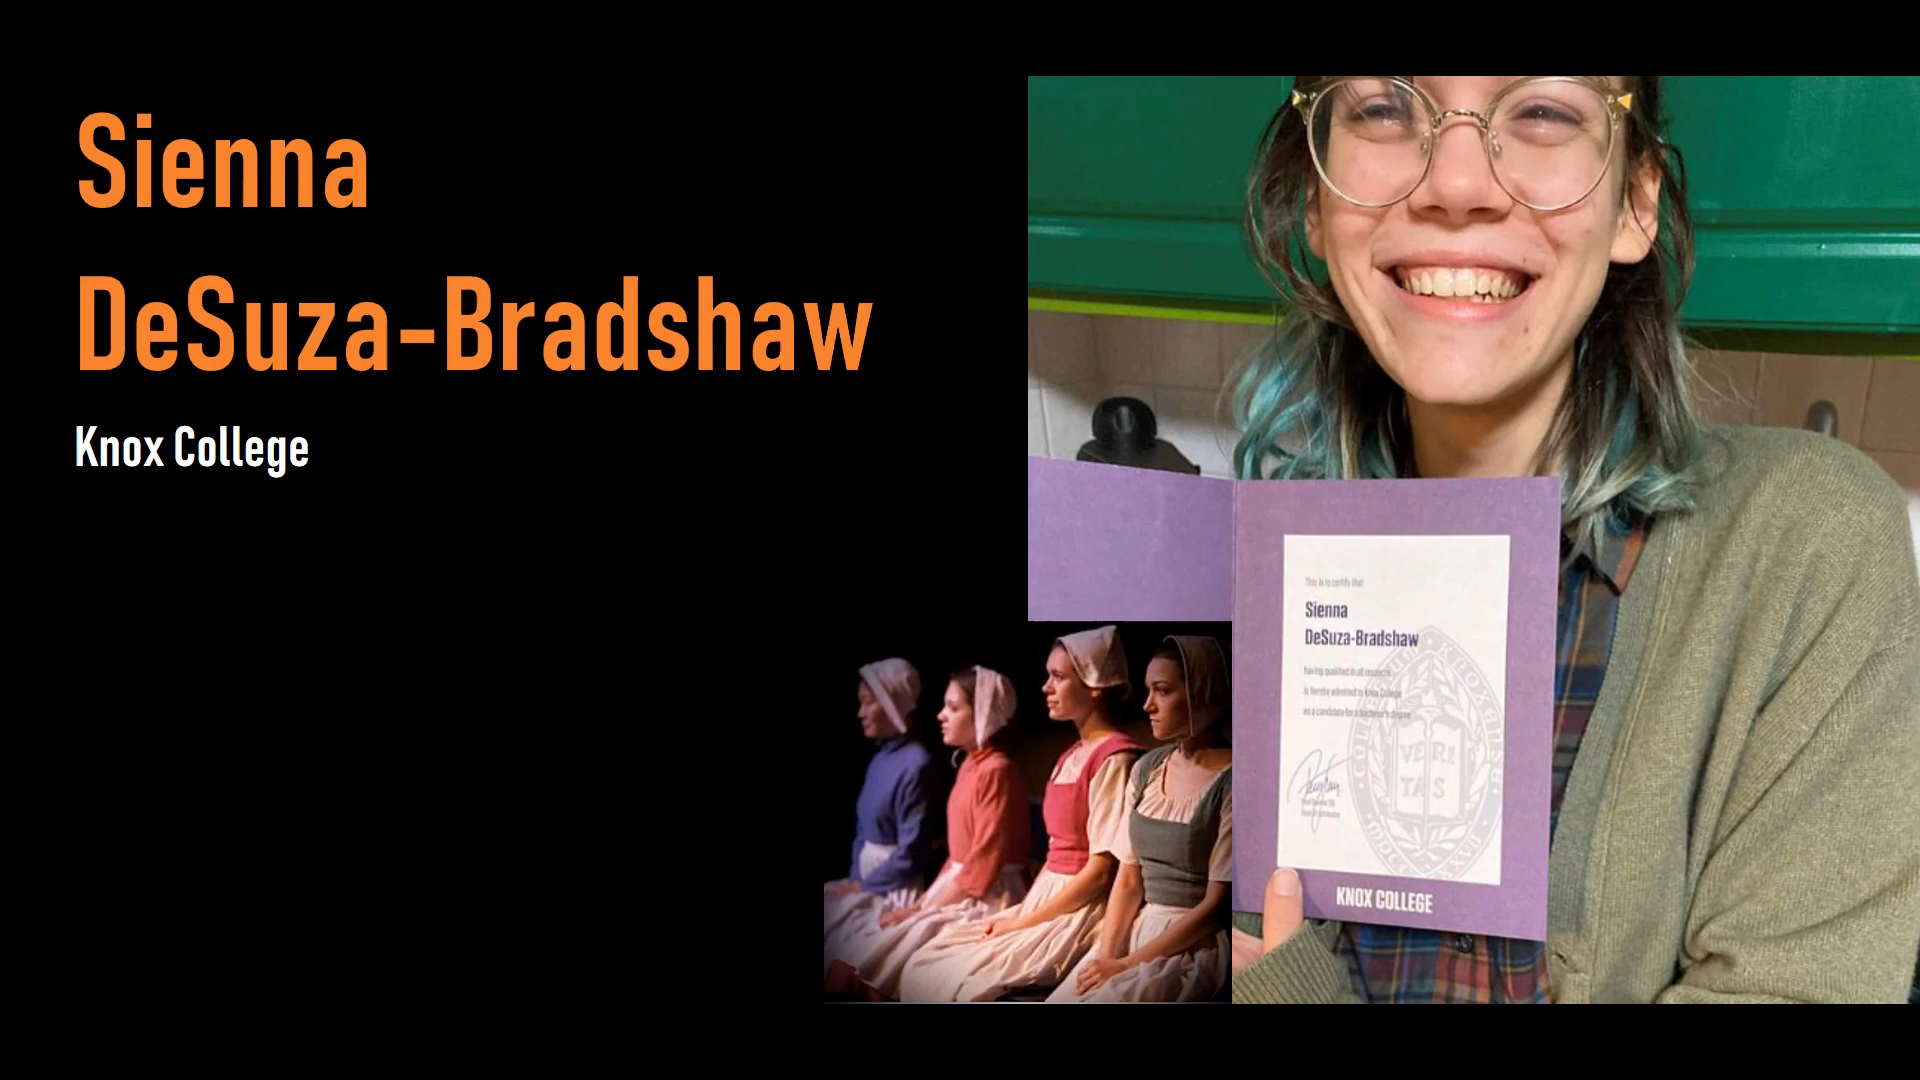 Sienna
DeSuza-Bradshaw
Knox College
This is to certify that
Sienna
DeSuza-Bradshaw
having qualified in all respects
is hereby admitted to Knox College
as a candidate for a bachelor's degree
VERI
TAS
KNOX COLLEGE